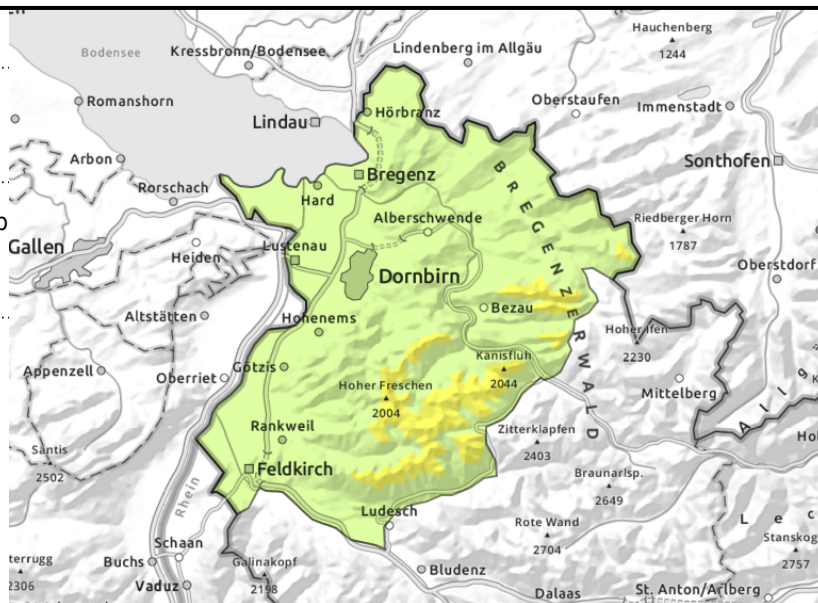 Hauchenberg
1244
Kressbronn/Bodensee
Lindenberg im Allgäu
Bodensee
Romanshorn
Hörbranz
Oberstaufen
Immenstadt
Lindau
Arbon
Sonthofen
Bregenz
Rorschach
Hard
BREGENZERWALD
Alberschwende
Riedberger Horn
1787
Gallen
Heiden
Lustenau
Dornbirn
Oberstdorf
Altstätten
Hohenems
Bezau
Hoher Ifen
2230
Appenzell
Oberriet
Götzis
Kanisfluh
2044
Hoher Freschen
2004
Mittelberg
Allg
Rankweil
Zitterklapfen
2403
Säntis
2502
Feldkirch
Braunarlsp.
2649
Rhein
Ludesch
Rote Wand
2704
Lec
Stanskog
2757
Schaan
Buchs
Galinakopf
2198
Bludenz
terrugg
2306
Vaduz
Dalaas
St. Anton/Arlberg